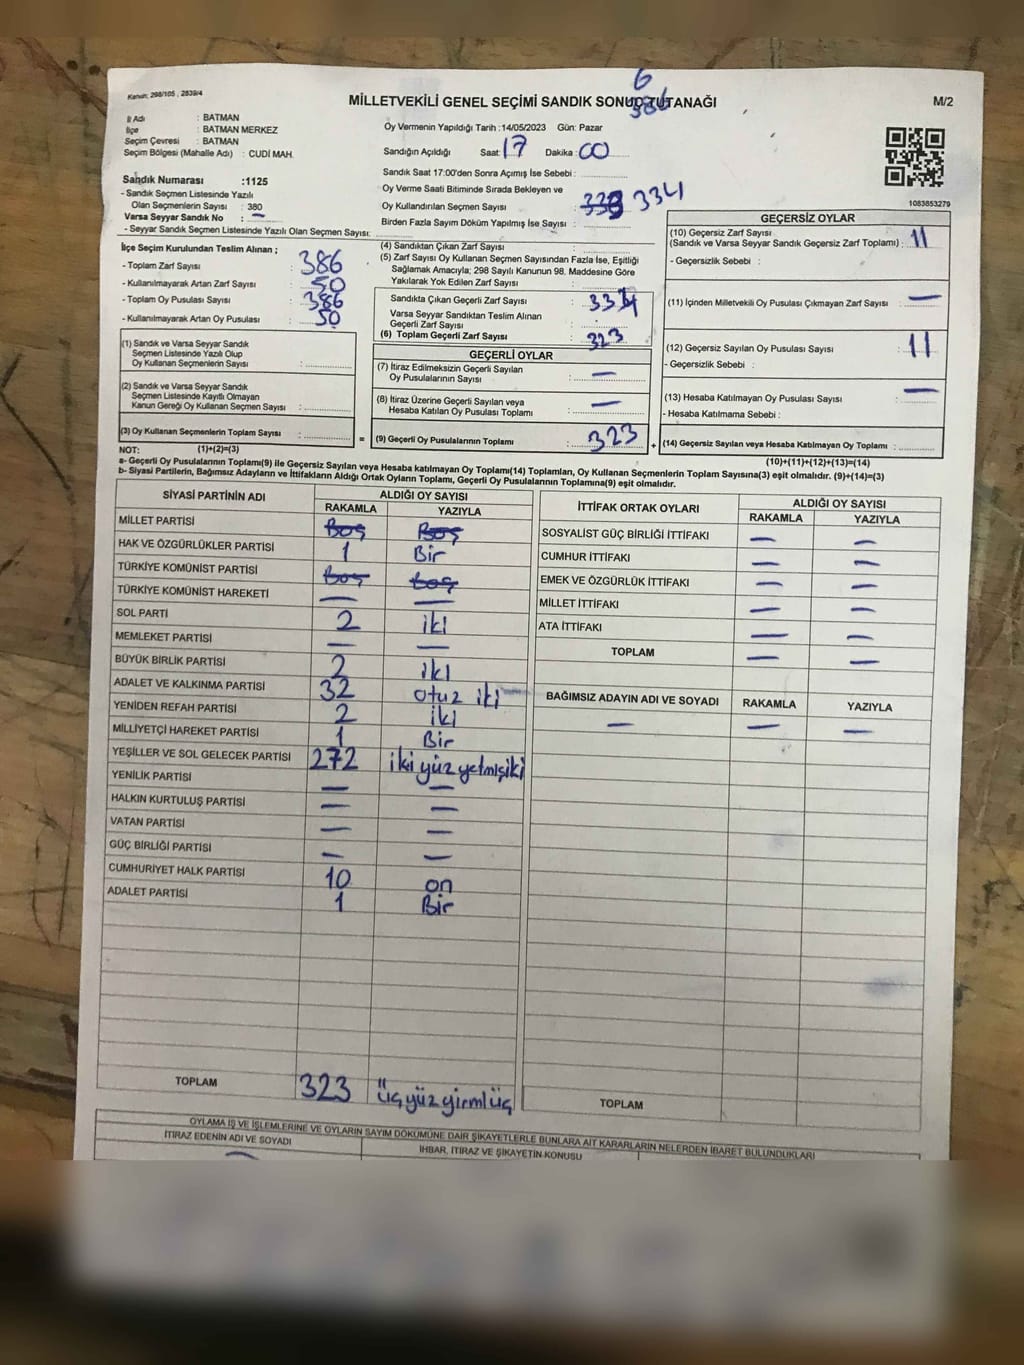 6
386
Kanun: 298/105 , 2839/4
MİLLETVEKİLİ GENEL SEÇİMİ SANDIK SONUÇ TUTANAĞI
M/2
İl Adı : BATMAN
İlçe : BATMAN MERKEZ
Seçim Çevresi : BATMAN
Seçim Bölgesi (Mahalle Adı) : CUDİ MAH.
Sandık Numarası :1125
- Sandık Seçmen Listesinde Yazılı
Olan Seçmenlerin Sayısı : 380
Varsa Seyyar Sandık No : —
- Seyyar Sandık Seçmen Listesinde Yazılı Olan Seçmen Sayısı:
Oy Vermenin Yapıldığı Tarih :14/05/2023 Gün: Pazar
Sandığın Açıldığı Saat: 17 Dakika : 00
Sandık Saat 17:00'den Sonra Açımış İse Sebebi :
Oy Verme Saati Bitiminde Sırada Bekleyen ve
Oy Kullandırılan Seçmen Sayısı : 334
Birden Fazla Sayım Döküm Yapılmış İse Sayısı :
1083853279
İlçe Seçim Kurulundan Teslim Alınan ;
- Toplam Zarf Sayısı : 386
- Kullanılmayarak Artan Zarf Sayısı : 50
- Toplam Oy Pusulası Sayısı : 386
- Kullanılmayarak Artan Oy Pusulası : 50
(1) Sandık ve Varsa Seyyar Sandık
Seçmen Listesinde Yazılı Olup
Oy Kullanan Seçmenlerin Sayısı :
(2) Sandık ve Varsa Seyyar Sandık
Seçmen Listesinde Kayıtlı Olmayan
Kanun Gereği Oy Kullanan Seçmen Sayısı :
(3) Oy Kullanan Seçmenlerin Toplam Sayısı :
(4) Sandıktan Çıkan Zarf Sayısı :
(5) Zarf Sayısı Oy Kullanan Seçmen Sayısından Fazla İse, Eşitliği
Sağlamak Amacıyla; 298 Sayılı Kanunun 98. Maddesine Göre
Yakılarak Yok Edilen Zarf Sayısı :
Sandıkta Çıkan Geçerli Zarf Sayısı : 334
Varsa Seyyar Sandıktan Teslim Alınan
Geçerli Zarf Sayısı :
(6) Toplam Geçerli Zarf Sayısı : 323
GEÇERLİ OYLAR
(7) İtiraz Edilmeksizin Geçerli Sayılan
Oy Pusulalarının Sayısı : —
(8) İtiraz Üzerine Geçerli Sayılan veya
Hesaba Katılan Oy Pusulası Toplamı : —
= (9) Geçerli Oy Pusulalarının Toplamı : 323 +
GEÇERSİZ OYLAR
(10) Geçersiz Zarf Sayısı
(Sandık ve Varsa Seyyar Sandık Geçersiz Zarf Toplamı) : 11
- Geçersizlik Sebebi :
(11) İçinden Milletvekili Oy Pusulası Çıkmayan Zarf Sayısı : —
(12) Geçersiz Sayılan Oy Pusulası Sayısı : 11
- Geçersizlik Sebebi :
(13) Hesaba Katılmayan Oy Pusulası Sayısı : —
- Hesaba Katılmama Sebebi :
(14) Geçersiz Sayılan veya Hesaba Katılmayan Oy Toplamı :
NOT: (1)+(2)=(3)
(10)+(11)+(12)+(13)=(14)
a- Geçerli Oy Pusulalarının Toplamı(9) ile Geçersiz Sayılan veya Hesaba katılmayan Oy Toplamı(14) Toplamları, Oy Kullanan Seçmenlerin Toplam Sayısına(3) eşit olmalıdır. (9)+(14)=(3)
b- Siyasi Partilerin, Bağımsız Adayların ve İttifakların Aldığı Ortak Oyların Toplamı, Geçerli Oy Pusulalarının Toplamına(9) eşit olmalıdır.
SİYASİ PARTİNİN ADI ALDIĞI OY SAYISI
RAKAMLA YAZIYLA
MİLLET PARTİSİ Boş Boş
HAK VE ÖZGÜRLÜKLER PARTİSİ 1 Bir
TÜRKİYE KOMÜNİST PARTİSİ Boş Boş
TÜRKİYE KOMÜNİST HAREKETİ — —
SOL PARTİ 2 iki
MEMLEKET PARTİSİ — —
BÜYÜK BİRLİK PARTİSİ 2 iki
ADALET VE KALKINMA PARTİSİ 32 otuz iki
YENİDEN REFAH PARTİSİ 2 iki
MİLLİYETÇİ HAREKET PARTİSİ 1 Bir
YEŞİLLER VE SOL GELECEK PARTİSİ 272 iki yüz yetmişiki
YENİLİK PARTİSİ — —
HALKIN KURTULUŞ PARTİSİ — —
VATAN PARTİSİ — —
GÜÇ BİRLİĞİ PARTİSİ — —
CUMHURİYET HALK PARTİSİ 10 on
ADALET PARTİSİ 1 Bir
TOPLAM 323 üçyüzyirmiüç
İTTİFAK ORTAK OYLARI ALDIĞI OY SAYISI
RAKAMLA YAZIYLA
SOSYALİST GÜÇ BİRLİĞİ İTTİFAKI — —
CUMHUR İTTİFAKI — —
EMEK VE ÖZGÜRLÜK İTTİFAKI — —
MİLLET İTTİFAKI — —
ATA İTTİFAKI — —
TOPLAM — —
BAĞIMSIZ ADAYIN ADI VE SOYADI RAKAMLA YAZIYLA
— — —
TOPLAM
OYLAMA İŞ VE İŞLEMLERİNE VE OYLARIN SAYIM DÖKÜMÜNE DAİR ŞİKAYETLERLE BUNLARA AİT KARARLARIN NELERDEN İBARET BULUNDUKLARI
İTİRAZ EDENİN ADI VE SOYADI
İHBAR, İTİRAZ VE ŞİKAYETİN KONUSU